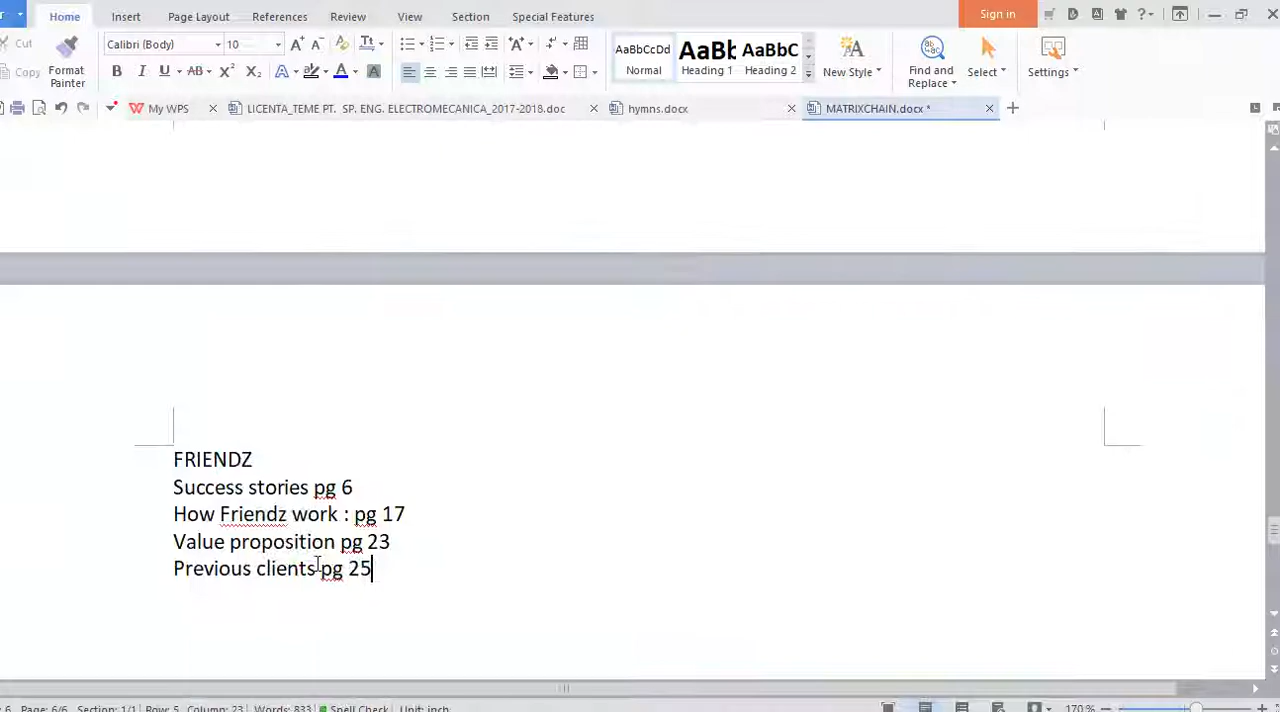 Home Insert Page Layout References Review View Section Special Features Sign in
Cut Calibri (Body) 10 AaBbCcDd AaBb AaBbC
Copy Format Painter Normal Heading 1 Heading 2 New Style Find and Replace Select Settings
My WPS LICENTA_TEME PT. SP. ENG. ELECTROMECANICA_2017-2018.doc hymns.docx MATRIXCHAIN.docx *
FRIENDZ
Success stories pg 6
How Friendz work : pg 17
Value proposition pg 23
Previous clients pg 25
6 Page: 6/6 Section: 1/1 Row: 5 Column: 23 Words: 833 Spell Check Unit: inch 170 %